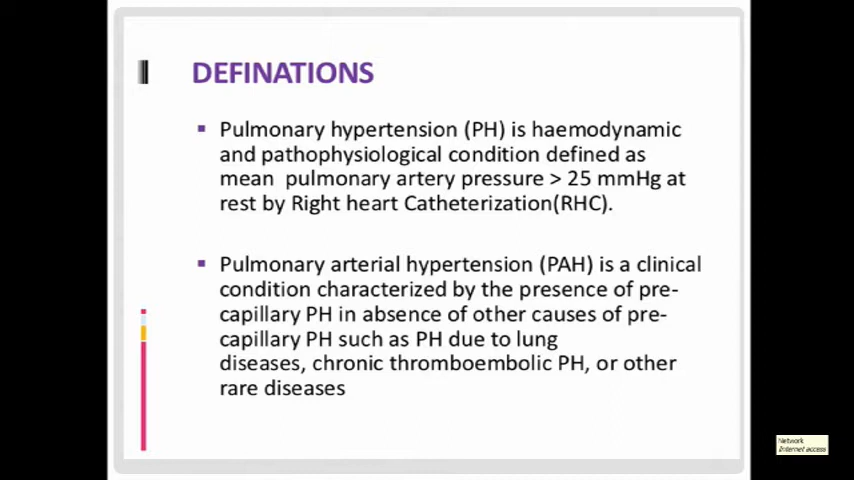 DEFINATIONS
▪ Pulmonary hypertension (PH) is haemodynamic
and pathophysiological condition defined as
mean pulmonary artery pressure > 25 mmHg at
rest by Right heart Catheterization(RHC).
▪ Pulmonary arterial hypertension (PAH) is a clinical
condition characterized by the presence of pre-
capillary PH in absence of other causes of pre-
capillary PH such as PH due to lung
diseases, chronic thromboembolic PH, or other
rare diseases
Network
Internet access